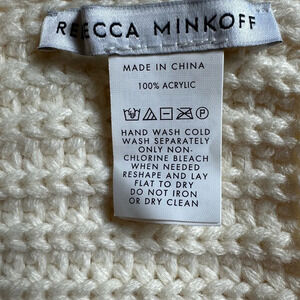 REBECCA MINKOFF
MADE IN CHINA
100% ACRYLIC
HAND WASH COLD
WASH SEPARATELY
ONLY NON-
CHLORINE BLEACH
WHEN NEEDED
RESHAPE AND LAY
FLAT TO DRY
DO NOT IRON
OR DRY CLEAN